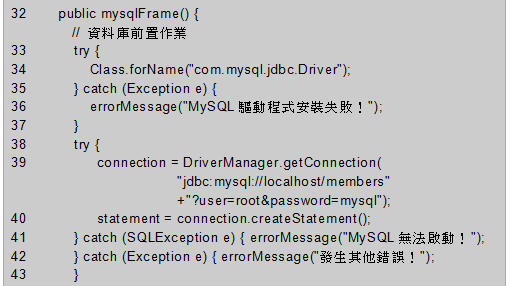 32 public mysqlFrame() {
// 資料庫前置作業
33 try {
34 Class.forName("com.mysql.jdbc.Driver");
35 } catch (Exception e) {
36 errorMessage("MySQL 驅動程式安裝失敗！");
37 }
38 try {
39 connection = DriverManager.getConnection(
"jdbc:mysql://localhost/members"
+"?user=root&password=mysql");
40 statement = connection.createStatement();
41 } catch (SQLException e) { errorMessage("MySQL 無法啟動！");
42 } catch (Exception e) { errorMessage("發生其他錯誤！");
43 }